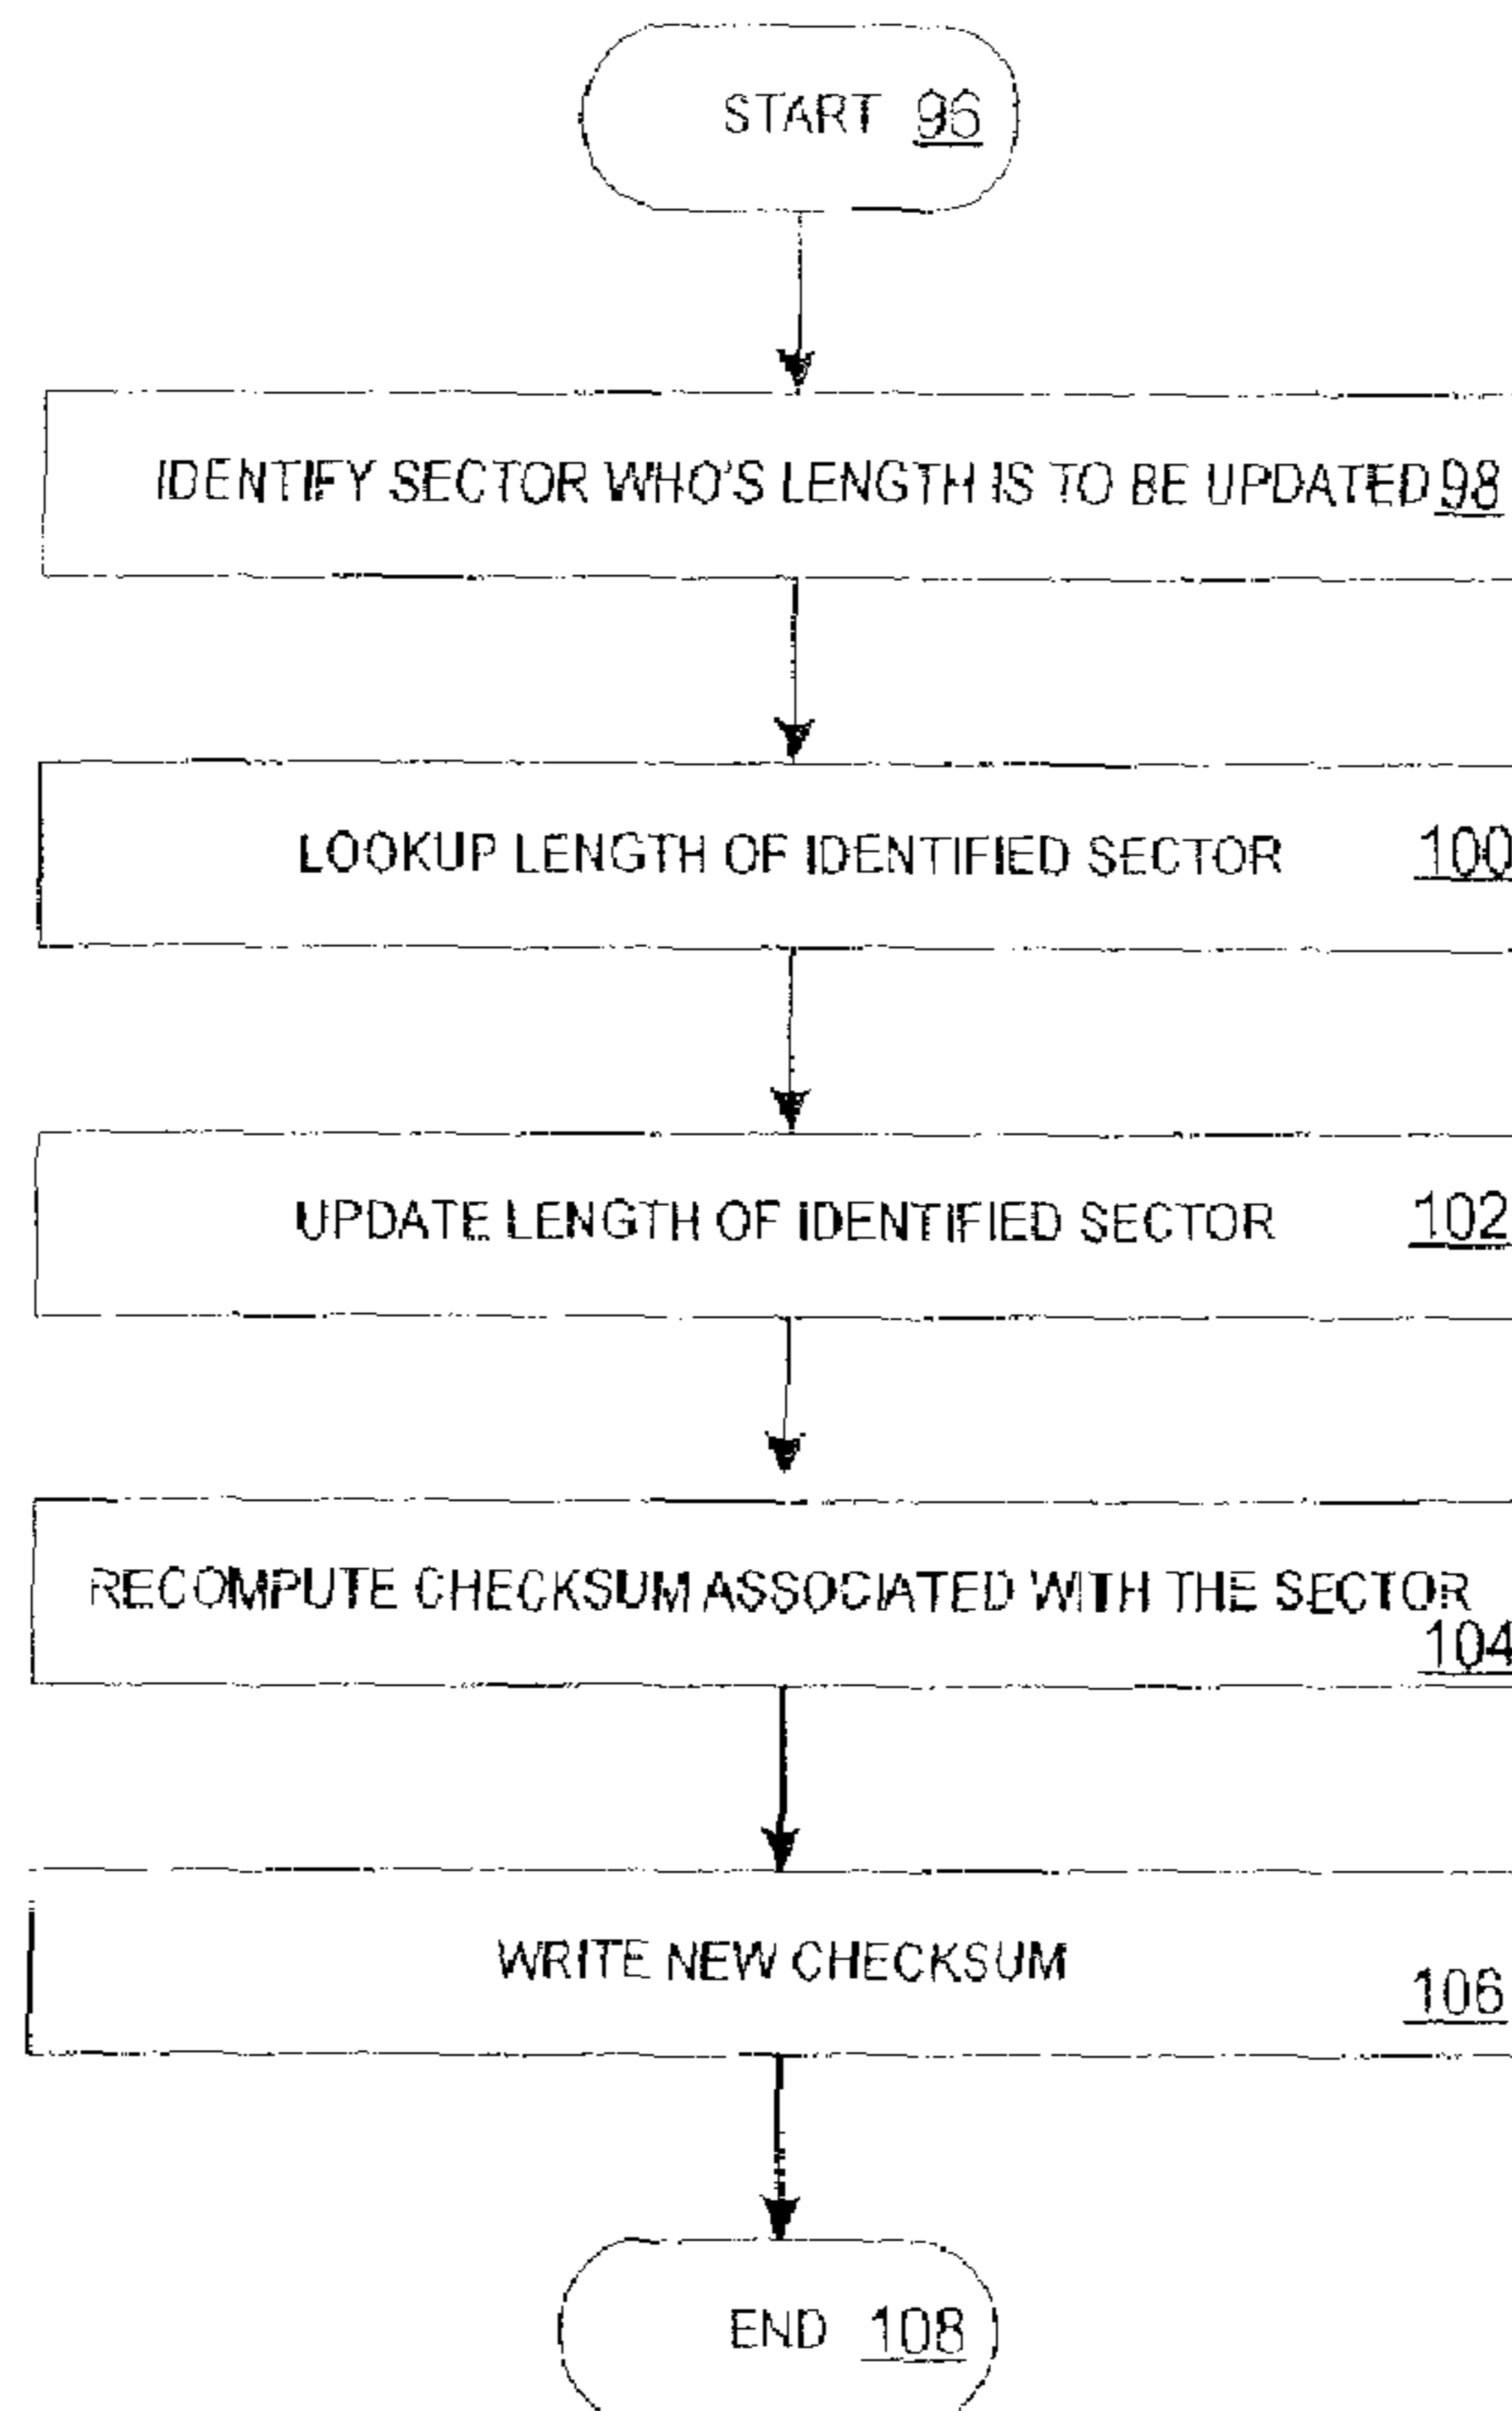 START 96
IDENTIFY SECTOR WHO'S LENGTH IS TO BE UPDATED 98
LOOKUP LENGTH OF IDENTIFIED SECTOR 100
UPDATE LENGTH OF IDENTIFIED SECTOR 102
RECOMPUTE CHECKSUM ASSOCIATED WITH THE SECTOR
104
WRITE NEW CHECKSUM
106
END 108